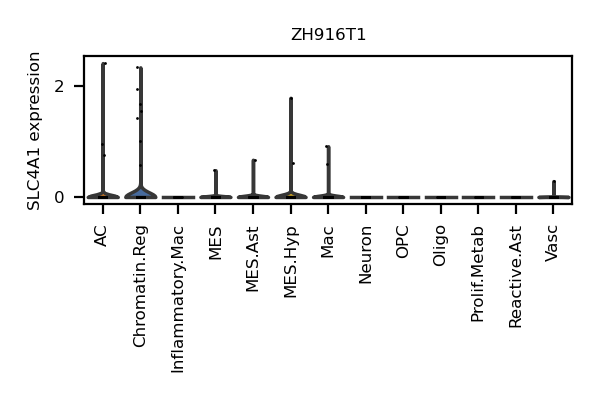 ZH916T1
SLC4A1 expression
2
0
AC
Chromatin.Reg
Inflammatory.Mac
MES
MES.Ast
MES.Hyp
Mac
Neuron
OPC
Oligo
Prolif.Metab
Reactive.Ast
Vasc